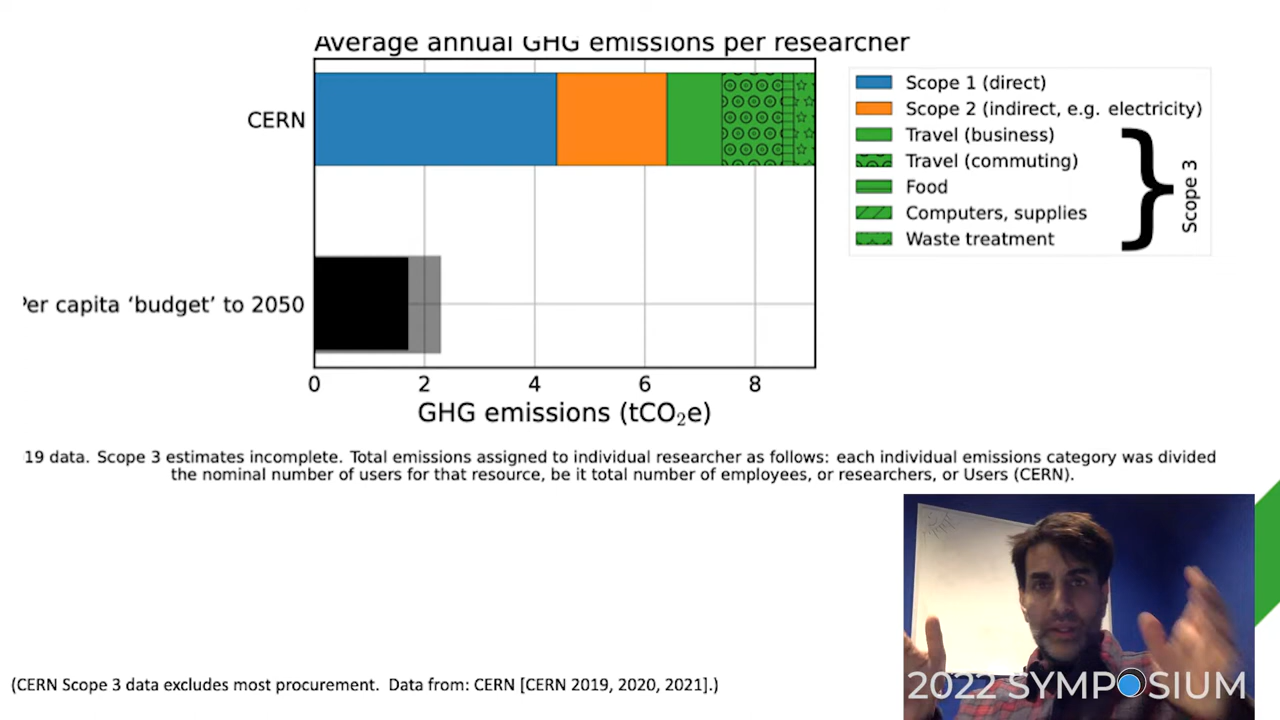 Average annual GHG emissions per researcher
CERN
Per capita ‘budget’ to 2050
0 2 4 6 8
GHG emissions (tCO₂e)
Scope 1 (direct)
Scope 2 (indirect, e.g. electricity)
Travel (business)
Travel (commuting)
Food
Computers, supplies
Waste treatment
Scope 3
19 data. Scope 3 estimates incomplete. Total emissions assigned to individual researcher as follows: each individual emissions category was divided
the nominal number of users for that resource, be it total number of employees, or researchers, or Users (CERN).
(CERN Scope 3 data excludes most procurement. Data from: CERN [CERN 2019, 2020, 2021].)
2022 SYMPOSIUM